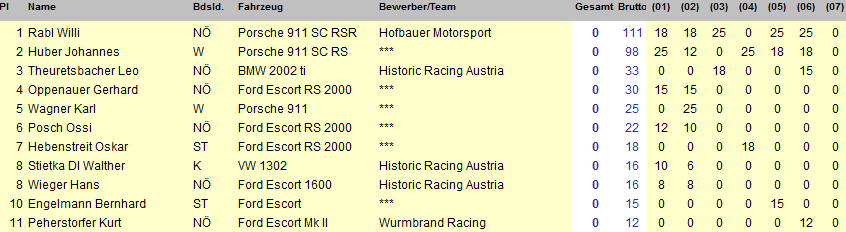 Pl Name Bdsld. Fahrzeug Bewerber/Team Gesamt Brutto (01) (02) (03) (04) (05) (06) (07)
1 Rabl Willi NÖ Porsche 911 SC RSR Hofbauer Motorsport 0 111 18 18 25 0 25 25 0
2 Huber Johannes W Porsche 911 SC RS *** 0 98 25 12 0 25 18 18 0
3 Theuretsbacher Leo NÖ BMW 2002 ti Historic Racing Austria 0 33 0 0 18 0 0 15 0
4 Oppenauer Gerhard NÖ Ford Escort RS 2000 *** 0 30 15 15 0 0 0 0 0
5 Wagner Karl W Porsche 911 *** 0 25 0 25 0 0 0 0 0
6 Posch Ossi NÖ Ford Escort RS 2000 *** 0 22 12 10 0 0 0 0 0
7 Hebenstreit Oskar ST Ford Escort RS 2000 *** 0 18 0 0 0 18 0 0 0
8 Stietka DI Walther K VW 1302 Historic Racing Austria 0 16 10 6 0 0 0 0 0
8 Wieger Hans NÖ Ford Escort 1600 Historic Racing Austria 0 16 8 8 0 0 0 0 0
10 Engelmann Bernhard ST Ford Escort *** 0 15 0 0 0 0 15 0 0
11 Peherstorfer Kurt NÖ Ford Escort Mk II Wurmbrand Racing 0 12 0 0 0 0 0 12 0